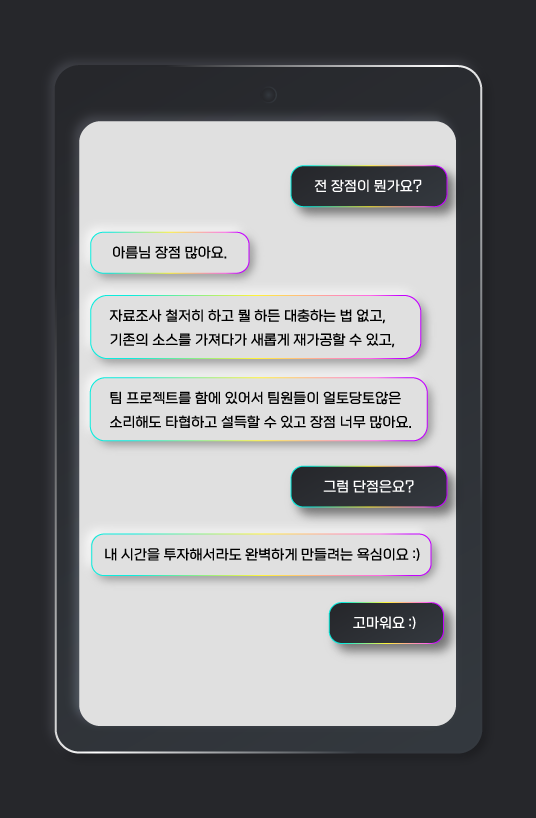 전 장점이 뭔가요?
아름님 장점 많아요.
자료조사 철저히 하고 뭘 하든 대충하는 법 없고,
기존의 소스를 가져다가 새롭게 재가공할 수 있고,
팀 프로젝트를 함에 있어서 팀원들이 얼토당토않은
소리해도 타협하고 설득할 수 있고 장점 너무 많아요.
그럼 단점은요?
내 시간을 투자해서라도 완벽하게 만들려는 욕심이요 :)
고마워요 :)